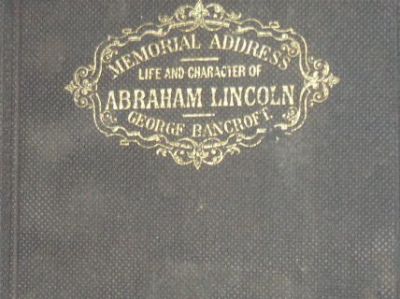 MEMORIAL ADDRESS
LIFE AND CHARACTER OF
ABRAHAM LINCOLN
GEORGE BANCROFT.